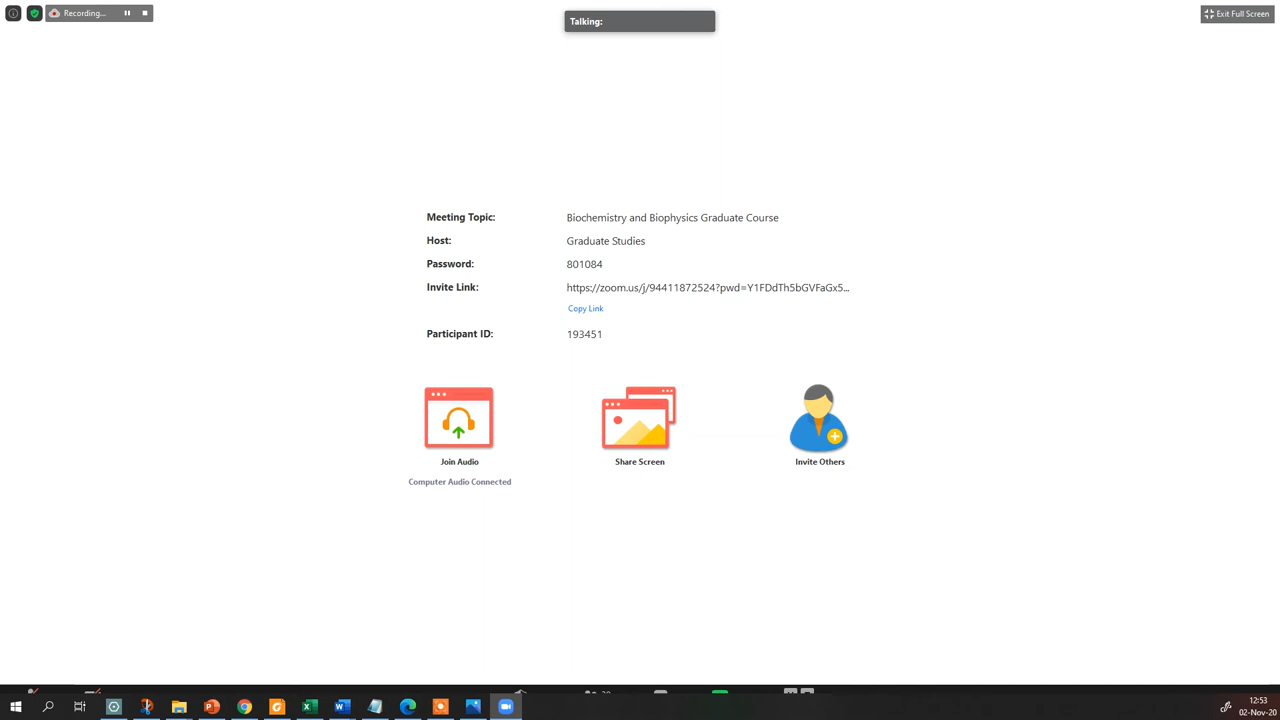 Recording...
Talking:
Exit Full Screen
Meeting Topic: Biochemistry and Biophysics Graduate Course
Host: Graduate Studies
Password: 801084
Invite Link: https://zoom.us/j/94411872524?pwd=Y1FDdTh5bGVFaGx5...
Copy Link
Participant ID: 193451
Join Audio
Share Screen
Invite Others
Computer Audio Connected
12:53
02-Nov-20